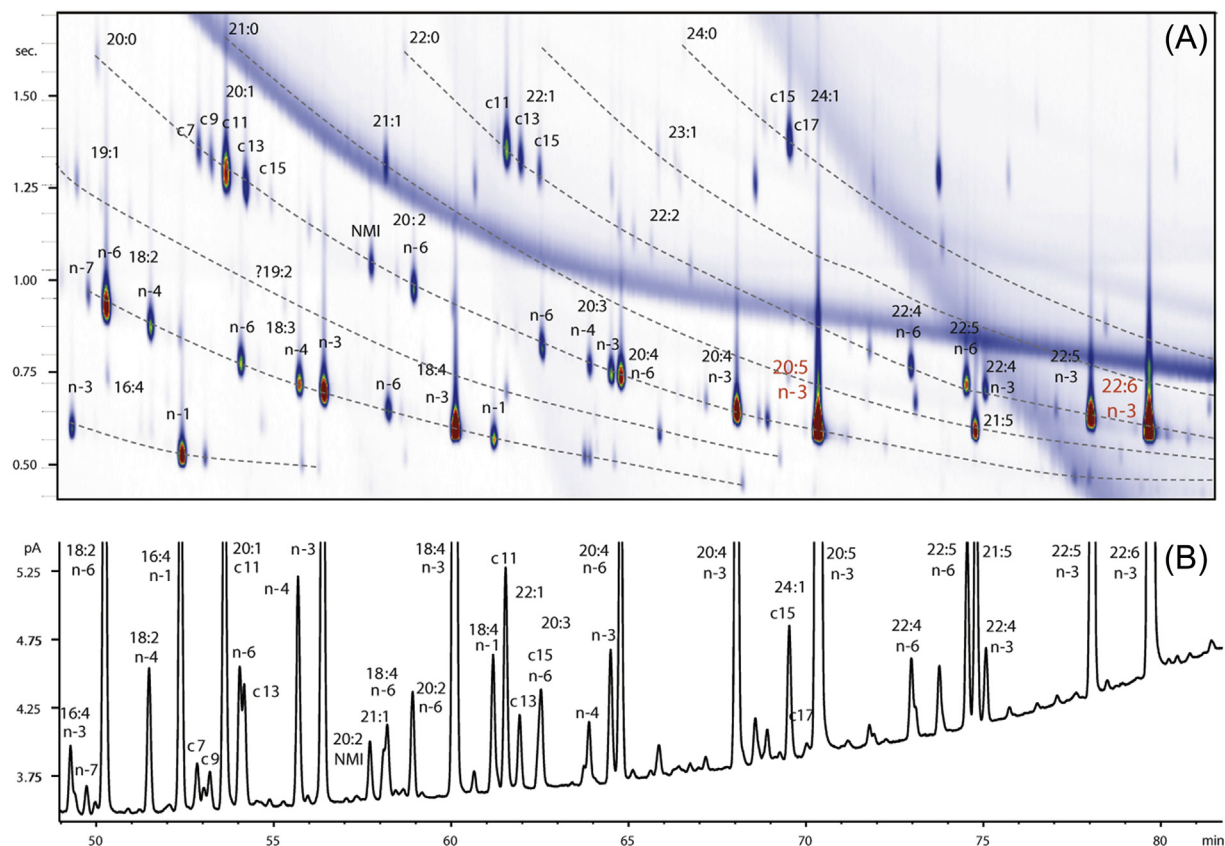 (A)
sec.
20:0
21:0
22:0
24:0
1.50
20:1
c7
c9
c11
c13
c15
21:1
c11
22:1
c13
c15
23:1
c15
24:1
c17
19:1
1.25
22:2
NMI
20:2
n-6
n-7
n-6
18:2
n-4
1.00
?19:2
n-6
18:3
n-4
n-3
n-6
20:3
n-4
n-3
20:4
n-6
20:4
n-3
20:5
n-3
22:4
n-6
22:5
n-6
22:4
n-3
22:5
n-3
22:6
n-3
0.75
n-3
16:4
n-1
n-6
18:4
n-3
n-1
21:5
0.50
(B)
pA
18:2
n-6
16:4
n-1
20:1
c11
n-3
18:4
n-3
c11
20:4
n-6
20:4
n-3
20:5
n-3
22:5
n-6
21:5
22:5
n-3
22:6
n-3
5.25
n-4
22:1
24:1
c15
4.75
18:2
n-4
n-6
c13
18:4
n-6
18:4
n-1
20:3
c15
n-6
n-3
22:4
n-6
22:4
n-3
4.25
16:4
n-3
n-7
c7
c9
21:1
20:2
NMI
20:2
n-6
c13
n-4
c17
3.75
50
55
60
65
70
75
80
min